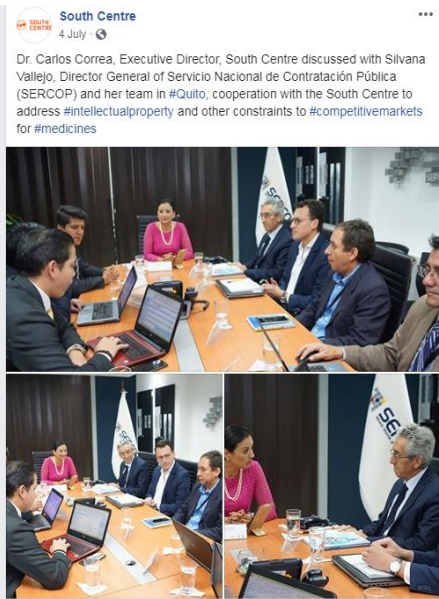 SOUTH
CENTRE
South Centre
4 July
Dr. Carlos Correa, Executive Director, South Centre discussed with Silvana
Vallejo, Director General of Servicio Nacional de Contratación Pública
(SERCOP) and her team in #Quito, cooperation with the South Centre to
address #intellectualproperty and other constraints to #competitivemarkets
for #medicines